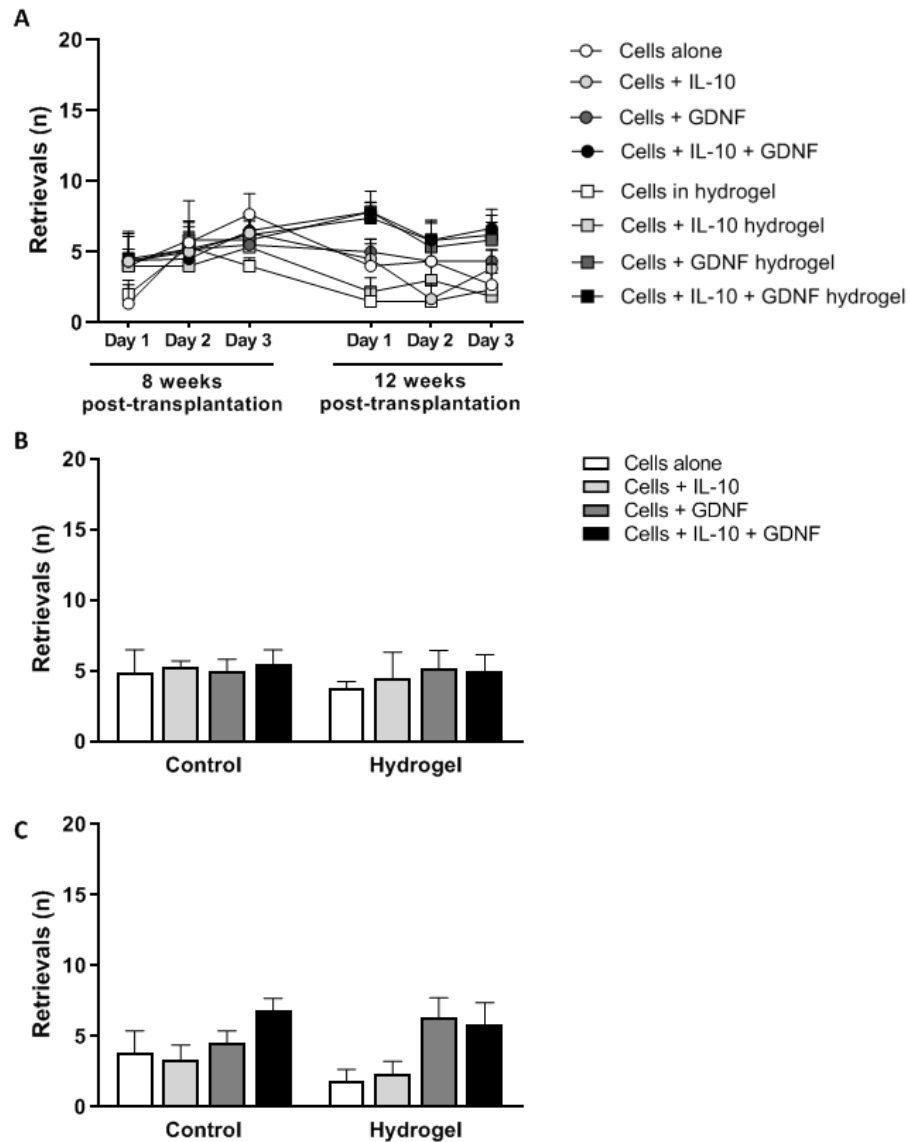 A
Retrievals (n)
20
15
10
5
0
Day 1 Day 2 Day 3 Day 1 Day 2 Day 3
8 weeks
post-transplantation
12 weeks
post-transplantation
Cells alone
Cells + IL-10
Cells + GDNF
Cells + IL-10 + GDNF
Cells in hydrogel
Cells + IL-10 hydrogel
Cells + GDNF hydrogel
Cells + IL-10 + GDNF hydrogel
B
Retrievals (n)
20
15
10
5
0
Control Hydrogel
Cells alone
Cells + IL-10
Cells + GDNF
Cells + IL-10 + GDNF
C
Retrievals (n)
20
15
10
5
0
Control Hydrogel